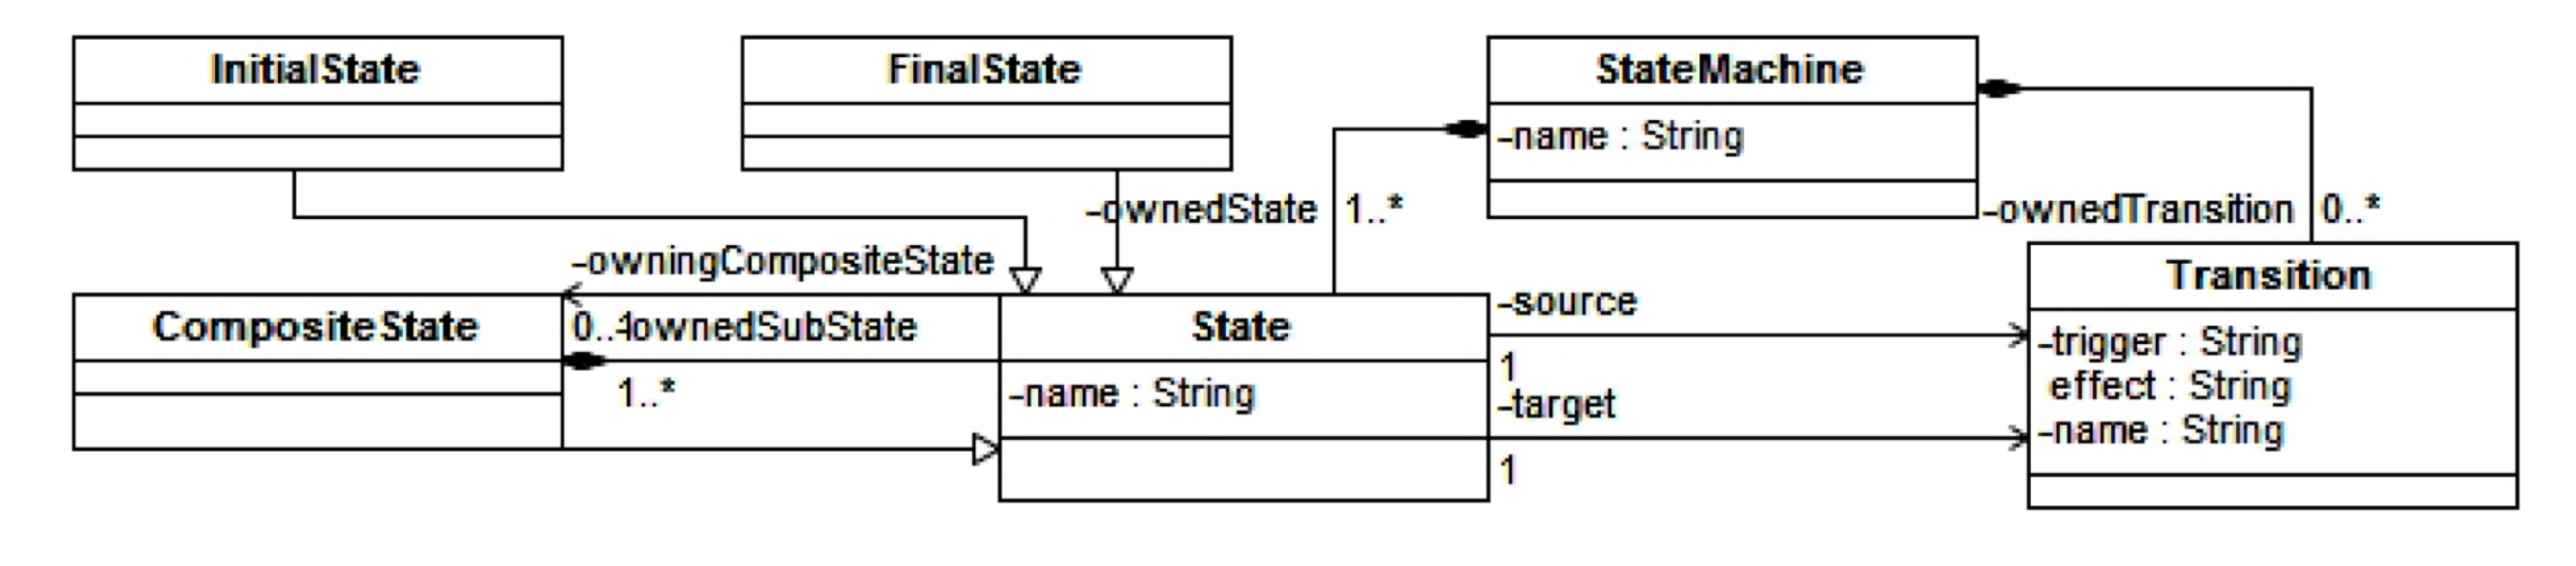 InitialState
FinalState
StateMachine
-name : String
-ownedState
1..*
-ownedTransition
0..*
-owningCompositeState
CompositeState
0..
-ownedSubState
1..*
State
-name : String
-source
1
-target
1
Transition
-trigger : String
effect : String
-name : String